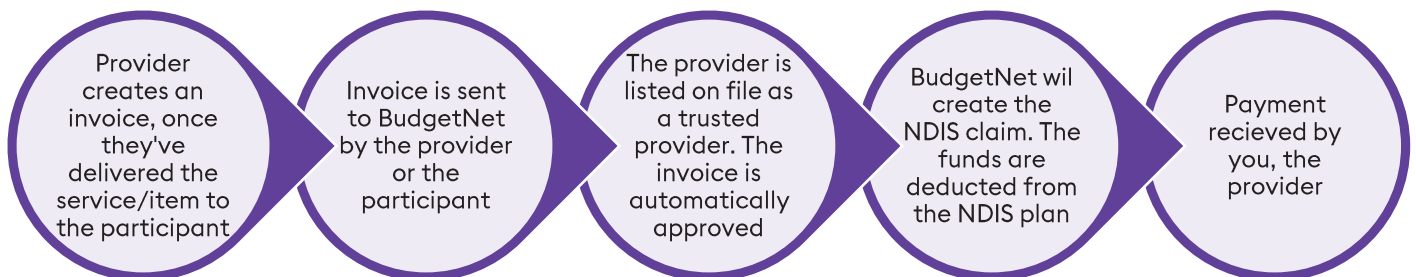 Provider
creates an
invoice, once
they've
delivered the
service/item to
the participant
Invoice is sent
to BudgetNet
by the provider
or the
participant
The provider is
listed on file as
a trusted
provider. The
invoice is
automatically
approved
BudgetNet wil
create the
NDIS claim. The
funds are
deducted from
the NDIS plan
Payment
recieved by
you, the
provider